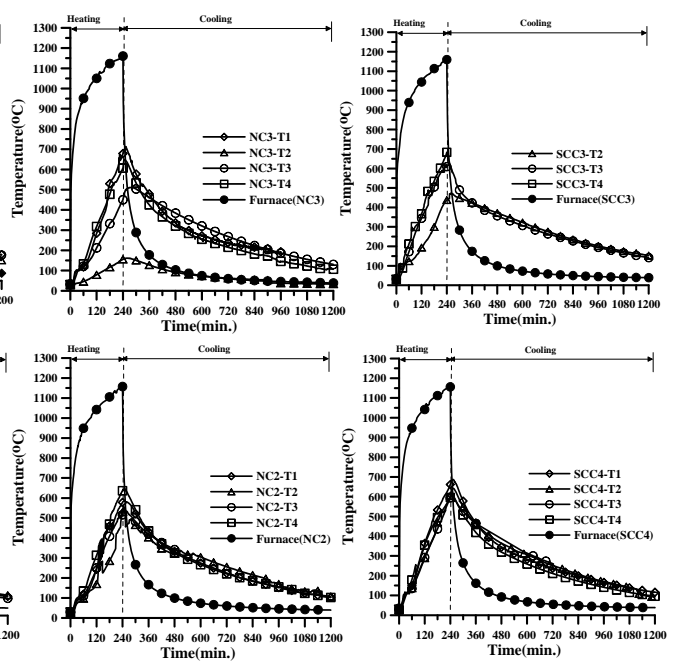 Heating Cooling
1300
1200
1100
1000
900
800
700
600
500
400
300
200
100
0
Temperature(ºC)
NC3-T1
NC3-T2
NC3-T3
NC3-T4
Furnace(NC3)
0 120 240 360 480 600 720 840 960 1080 1200
Time(min.)
Heating Cooling
1300
1200
1100
1000
900
800
700
600
500
400
300
200
100
0
Temperature(ºC)
SCC3-T2
SCC3-T3
SCC3-T4
Furnace(SCC3)
0 120 240 360 480 600 720 840 960 1080 1200
Time(min.)
200
Heating Cooling
1300
1200
1100
1000
900
800
700
600
500
400
300
200
100
0
Temperature(ºC)
NC2-T1
NC2-T2
NC2-T3
NC2-T4
Furnace(NC2)
0 120 240 360 480 600 720 840 960 1080 1200
Time(min.)
Heating Cooling
1300
1200
1100
1000
900
800
700
600
500
400
300
200
100
0
Temperature(ºC)
SCC4-T1
SCC4-T2
SCC4-T3
SCC4-T4
Furnace(SCC4)
0 120 240 360 480 600 720 840 960 1080 1200
Time(min.)
1200